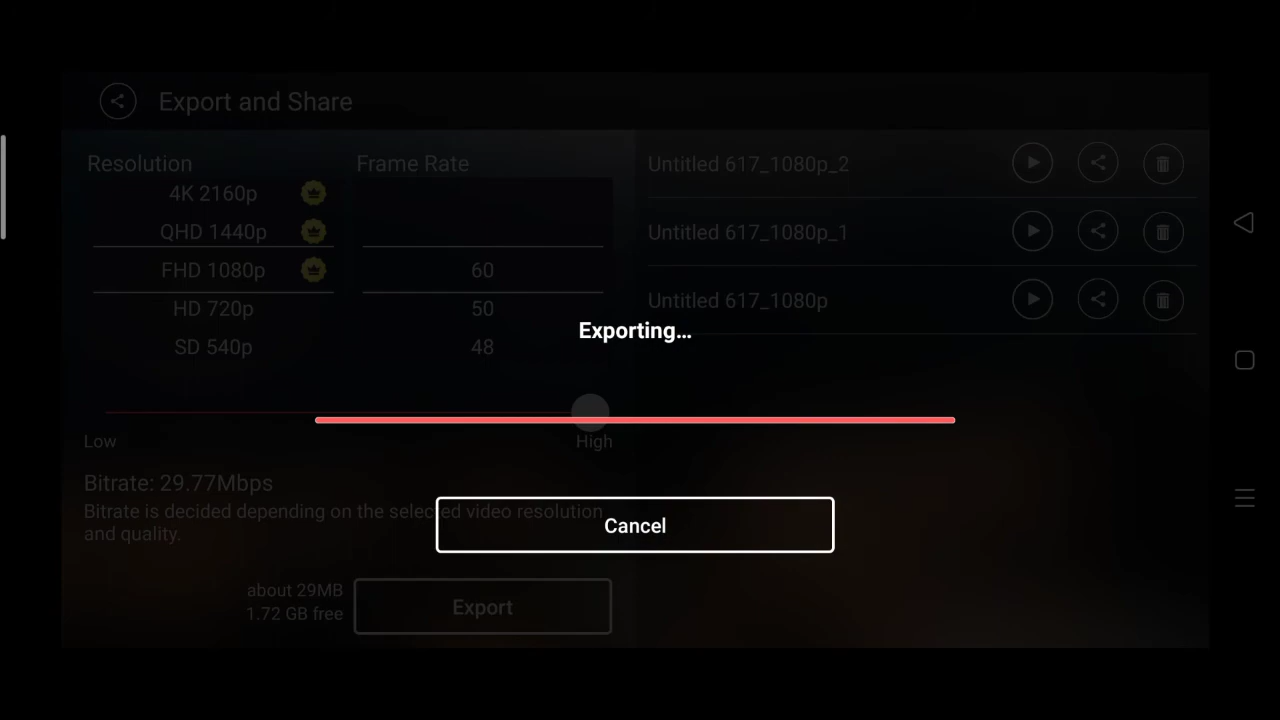 Export and Share
Resolution
Frame Rate
4K 2160p
QHD 1440p
FHD 1080p
HD 720p
SD 540p
60
50
48
Low
High
Bitrate: 29.77Mbps
Bitrate is decided depending on the selected video resolution
and quality.
about 29MB
1.72 GB free
Export
Untitled 617_1080p_2
Untitled 617_1080p_1
Untitled 617_1080p
Exporting...
Cancel